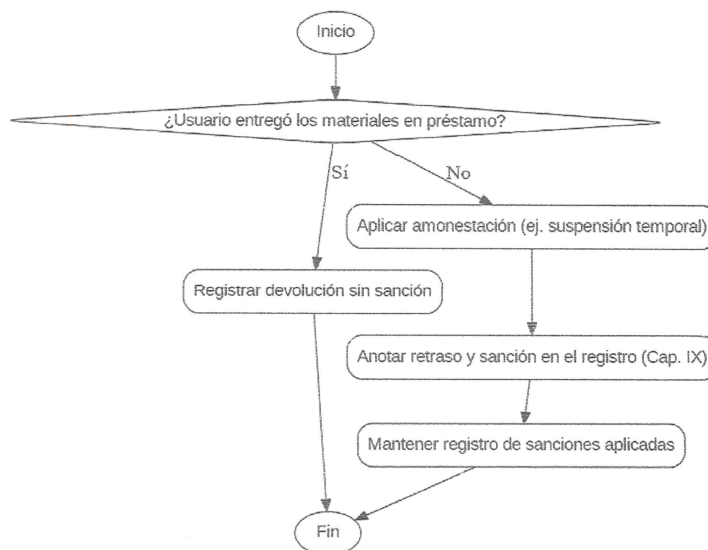 Inicio
¿Usuario entregó los materiales en préstamo?
Sí
No
Aplicar amonestación (ej. suspensión temporal)
Registrar devolución sin sanción
Anotar retraso y sanción en el registro (Cap. IX)
Mantener registro de sanciones aplicadas
Fin